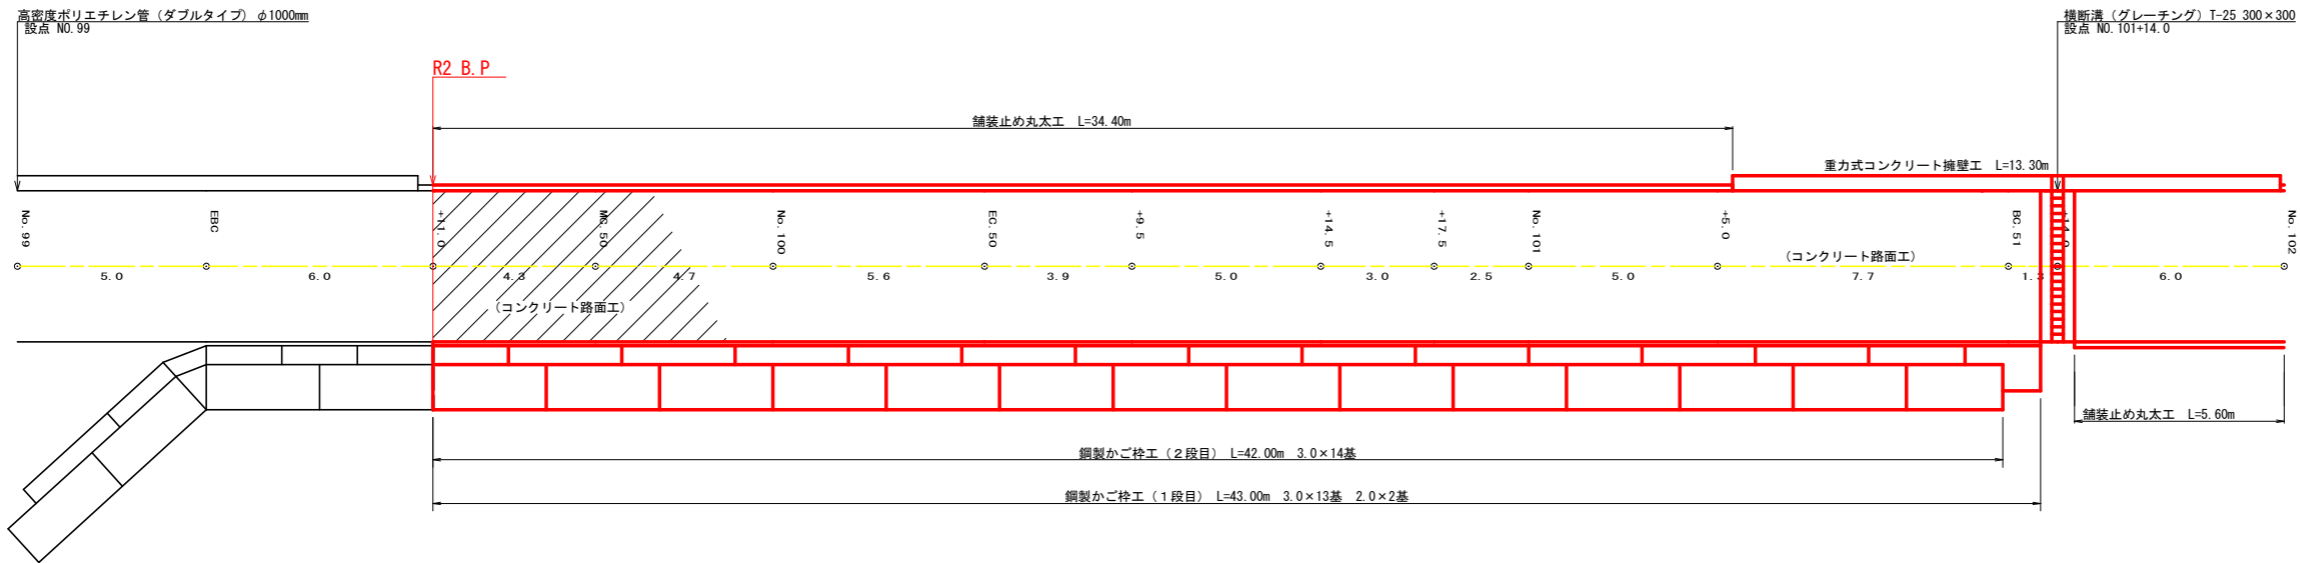 高密度ポリエチレン管（ダブルタイプ）φ1000mm
設点 NO.99
横断溝（グレーチング）T-25 300×300
設点 NO.101+14.0
R2 B.P
舗装止め丸太工 L=34.40m
重力式コンクリート擁壁工 L=13.30m
No.99
EBC
+11.0
MC.50
No.100
EC.50
+9.5
+14.5
+17.5
No.101
+5.0
BC.51
+14.0
No.102
（コンクリート路面工）
5.0
6.0
4.3
4.7
5.6
3.9
5.0
3.0
2.5
5.0
7.7
1.3
6.0
（コンクリート路面工）
舗装止め丸太工 L=5.60m
鋼製かご枠工（２段目） L=42.00m 3.0×14基
鋼製かご枠工（１段目） L=43.00m 3.0×13基 2.0×2基